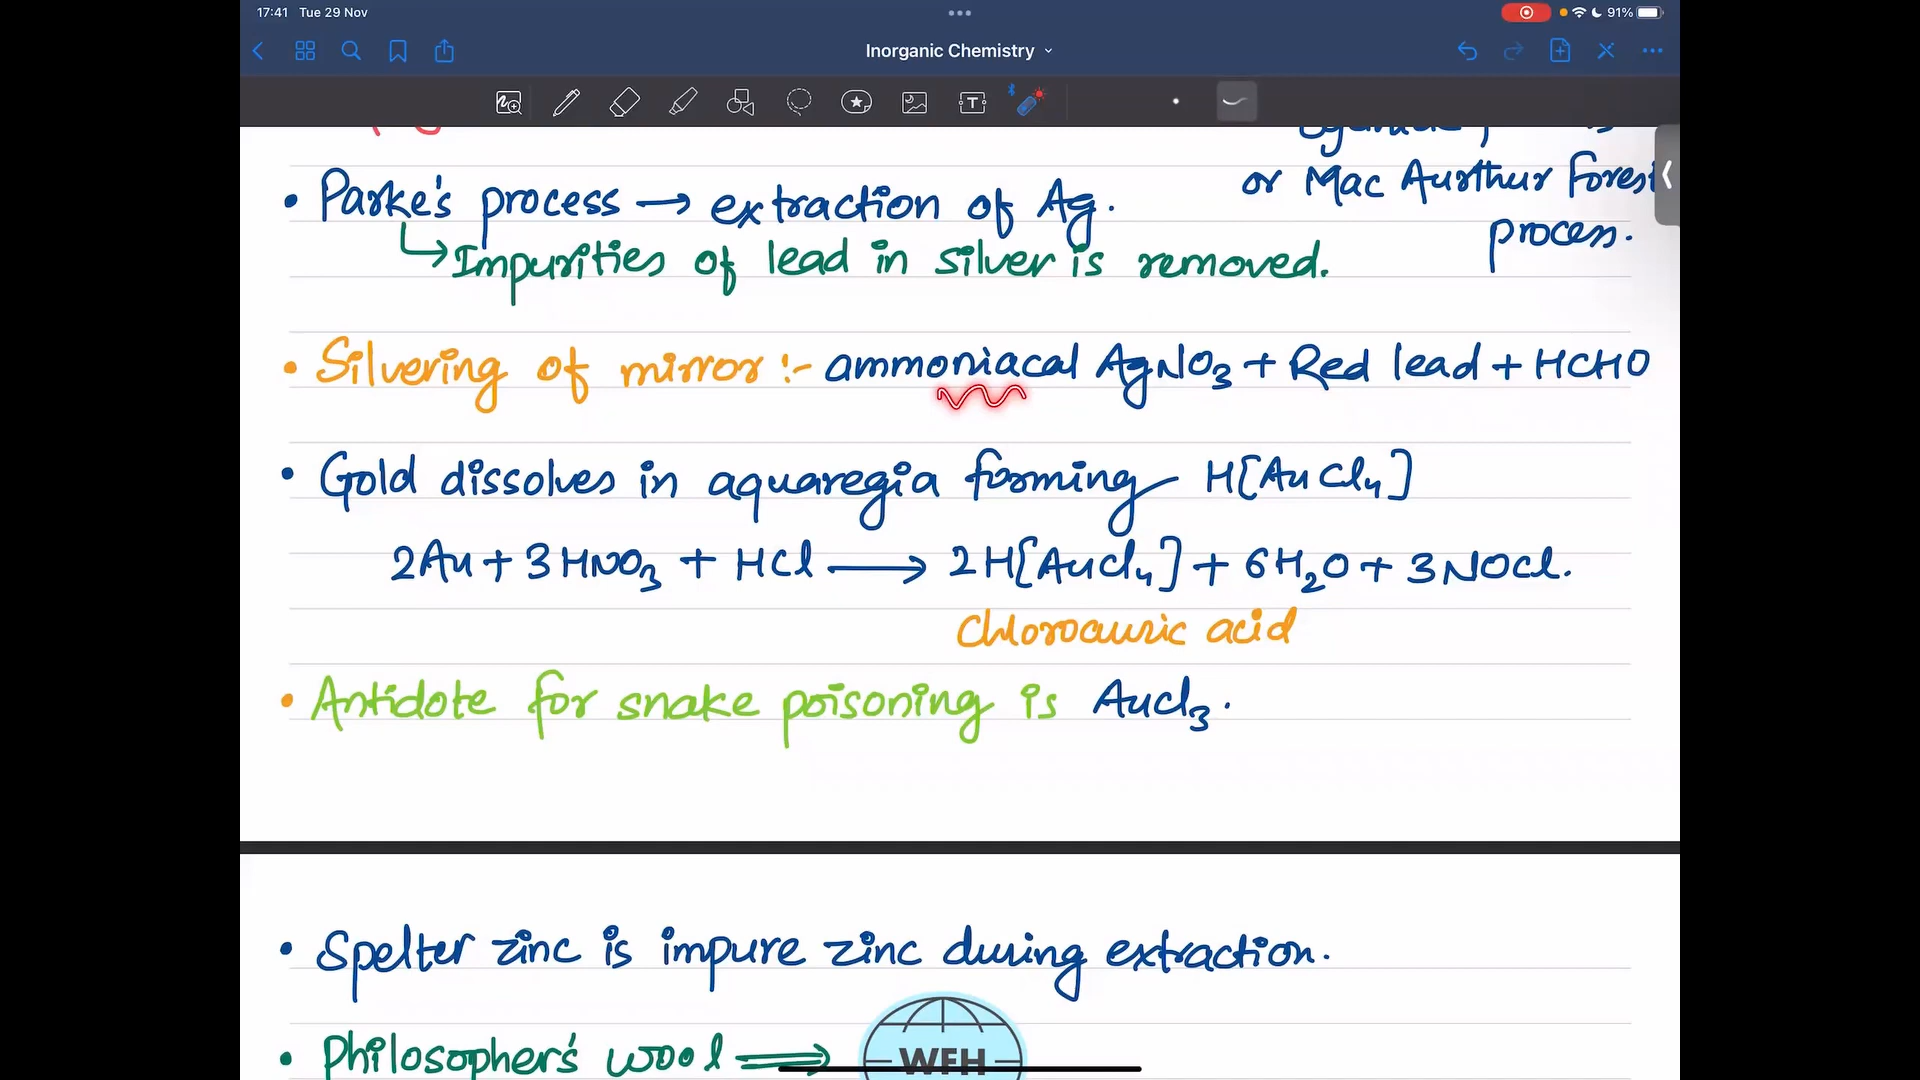 17:41 Tue 29 Nov
91%
Inorganic Chemistry
or Mac Aurthur Forest
process.
• Parke's process → extraction of Ag.
↳ Impurities of lead in silver is removed.
• Silvering of mirror :- ammoniacal AgNO₃ + Red lead + HCHO
• Gold dissolves in aquaregia forming H[AuCl₄]
2Au + 3HNO₃ + HCl → 2H[AuCl₄] + 6H₂O + 3NOCl.
Chloroauric acid
• Antidote for snake poisoning is AuCl₃.
• Spelter zinc is impure zinc during extraction.
• Philosopher's wool ⟹
WFH